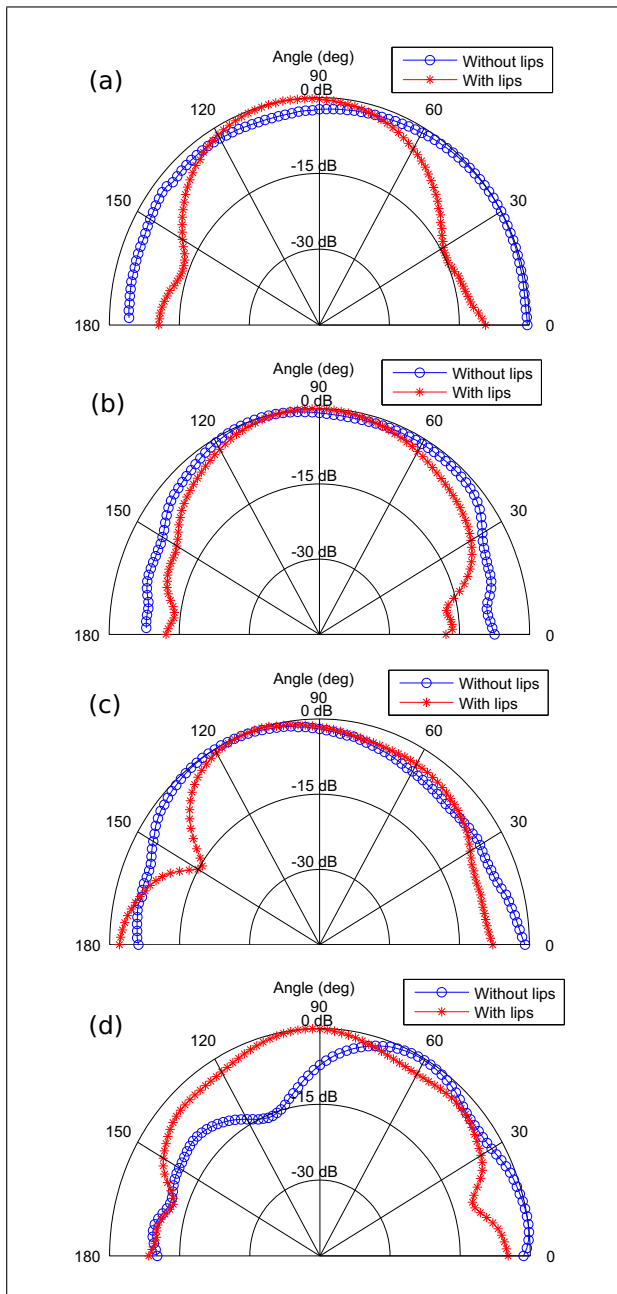 (a)
Angle (deg)
90
0 dB
Without lips
With lips
120
60
-15 dB
150
30
-30 dB
180
0
(b)
Angle (deg)
90
0 dB
Without lips
With lips
120
60
-15 dB
150
30
-30 dB
180
0
(c)
Angle (deg)
90
0 dB
Without lips
With lips
120
60
-15 dB
150
30
-30 dB
180
0
(d)
Angle (deg)
90
0 dB
Without lips
With lips
120
60
-15 dB
150
30
-30 dB
180
0